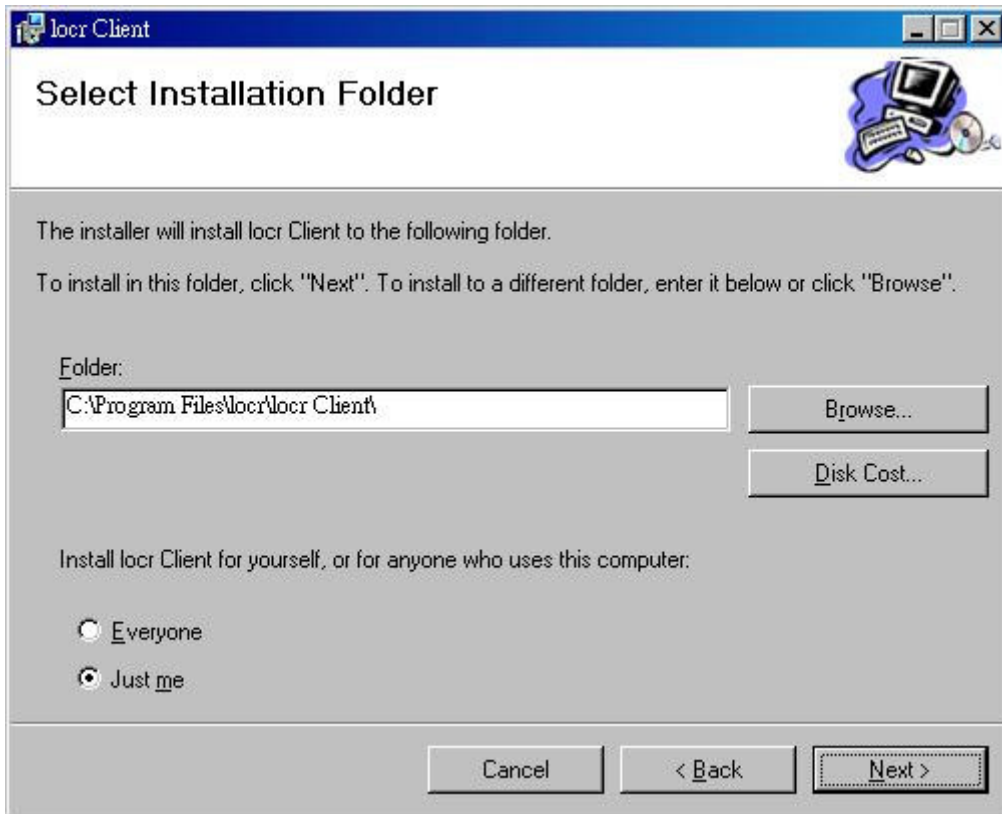 locr Client
Select Installation Folder
The installer will install locr Client to the following folder.
To install in this folder, click "Next". To install to a different folder, enter it below or click "Browse".
Folder:
C:\Program Files\locr\locr Client\
Browse...
Disk Cost...
Install locr Client for yourself, or for anyone who uses this computer:
Everyone
Just me
Cancel
< Back
Next >